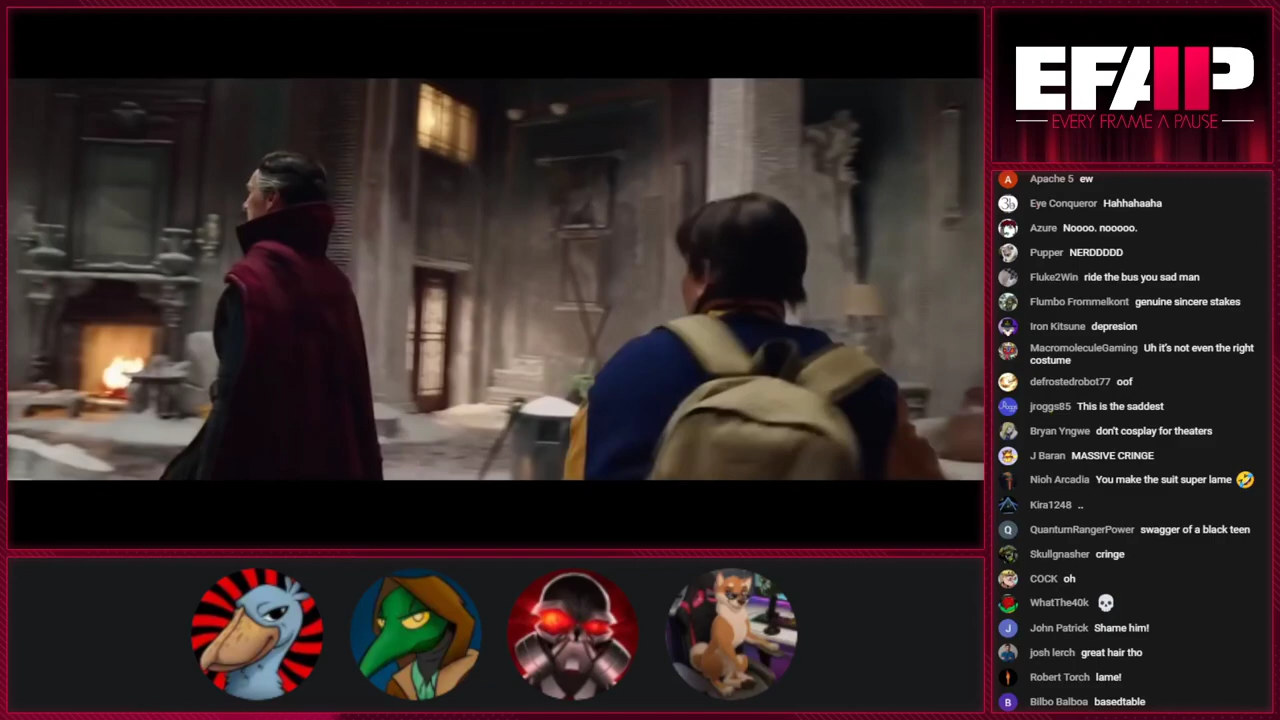 EFAP
EVERY FRAME A PAUSE
A Apache 5 ew
Eye Conqueror Hahhahaaha
Azure Noooo. nooooo.
Pupper NERDDDDD
Fluke2Win ride the bus you sad man
Flumbo Frommelkont genuine sincere stakes
Iron Kitsune depresion
MacromoleculeGaming Uh it's not even the right
costume
defrostedrobot77 oof
jroggs85 This is the saddest
Bryan Yngwe don't cosplay for theaters
J Baran MASSIVE CRINGE
Nioh Arcadia You make the suit super lame 🤣
Kira1248 ..
Q QuantumRangerPower swagger of a black teen
Skullgnasher cringe
COCK oh
WhatThe40k 💀
J John Patrick Shame him!
josh lerch great hair tho
Robert Torch lame!
B Bilbo Balboa basedtable